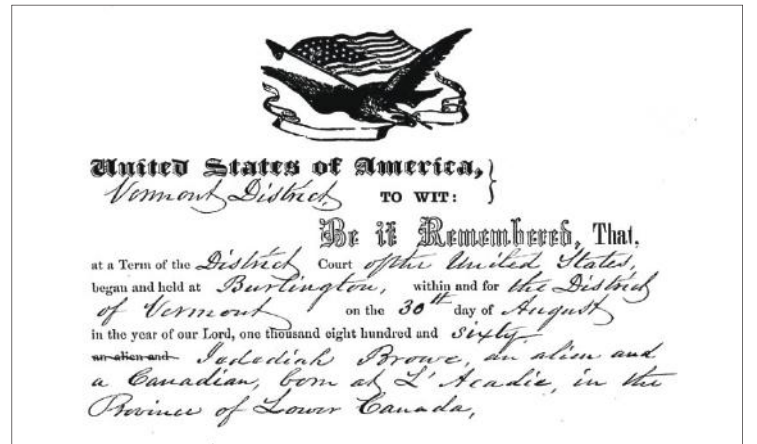 United States of America,
Vermont District TO WIT:
Be it Remembered, That,
at a Term of the District Court of the United States,
began and held at Burlington, within and for the District
of Vermont on the 30th day of August
in the year of our Lord, one thousand eight hundred and sixty
an alien and Jedediah Browe, an alien and
a Canadian, born at L'Acadie, in the
Province of Lower Canada,